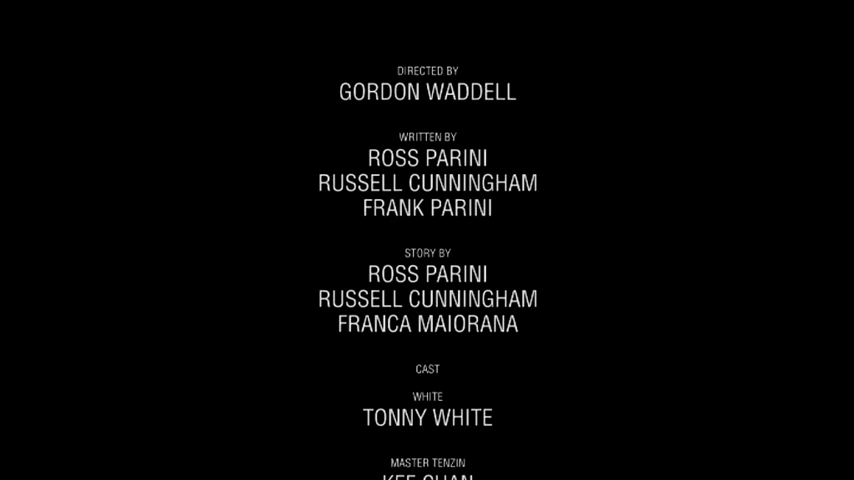 DIRECTED BY
GORDON WADDELL
WRITTEN BY
ROSS PARINI
RUSSELL CUNNINGHAM
FRANK PARINI
STORY BY
ROSS PARINI
RUSSELL CUNNINGHAM
FRANCA MAIORANA
CAST
WHITE
TONNY WHITE
MASTER TENZIN